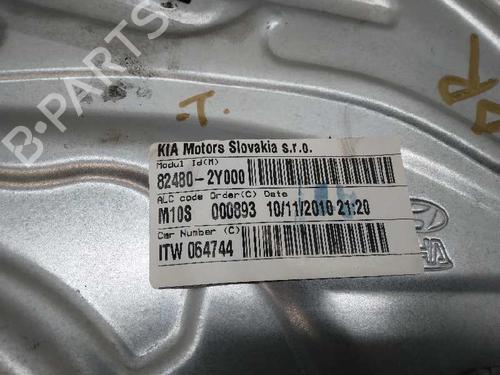 B-PARTS
KIA Motors Slovakia s.r.o.
Modul Id(M)
82480-2Y000
ALC code Order(C) Date
M10S 000893 10/11/2010 21:20
Car Number (C)
ITW 064744